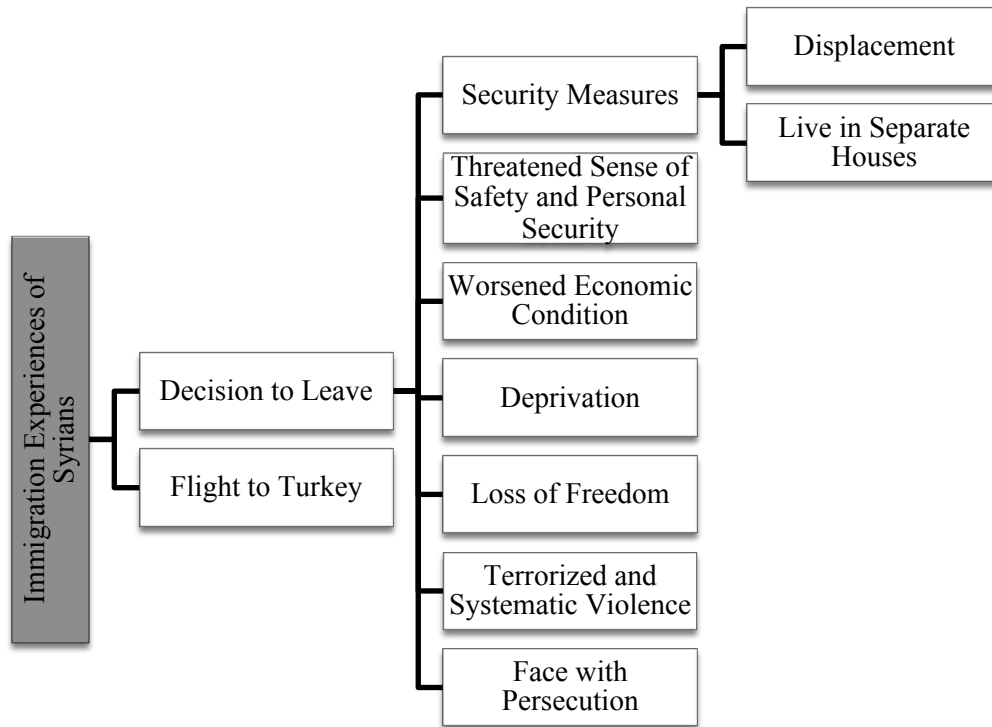 Immigration Experiences of
Syrians
Decision to Leave
Flight to Turkey
Security Measures
Threatened Sense of
Safety and Personal
Security
Worsened Economic
Condition
Deprivation
Loss of Freedom
Terrorized and
Systematic Violence
Face with
Persecution
Displacement
Live in Separate
Houses